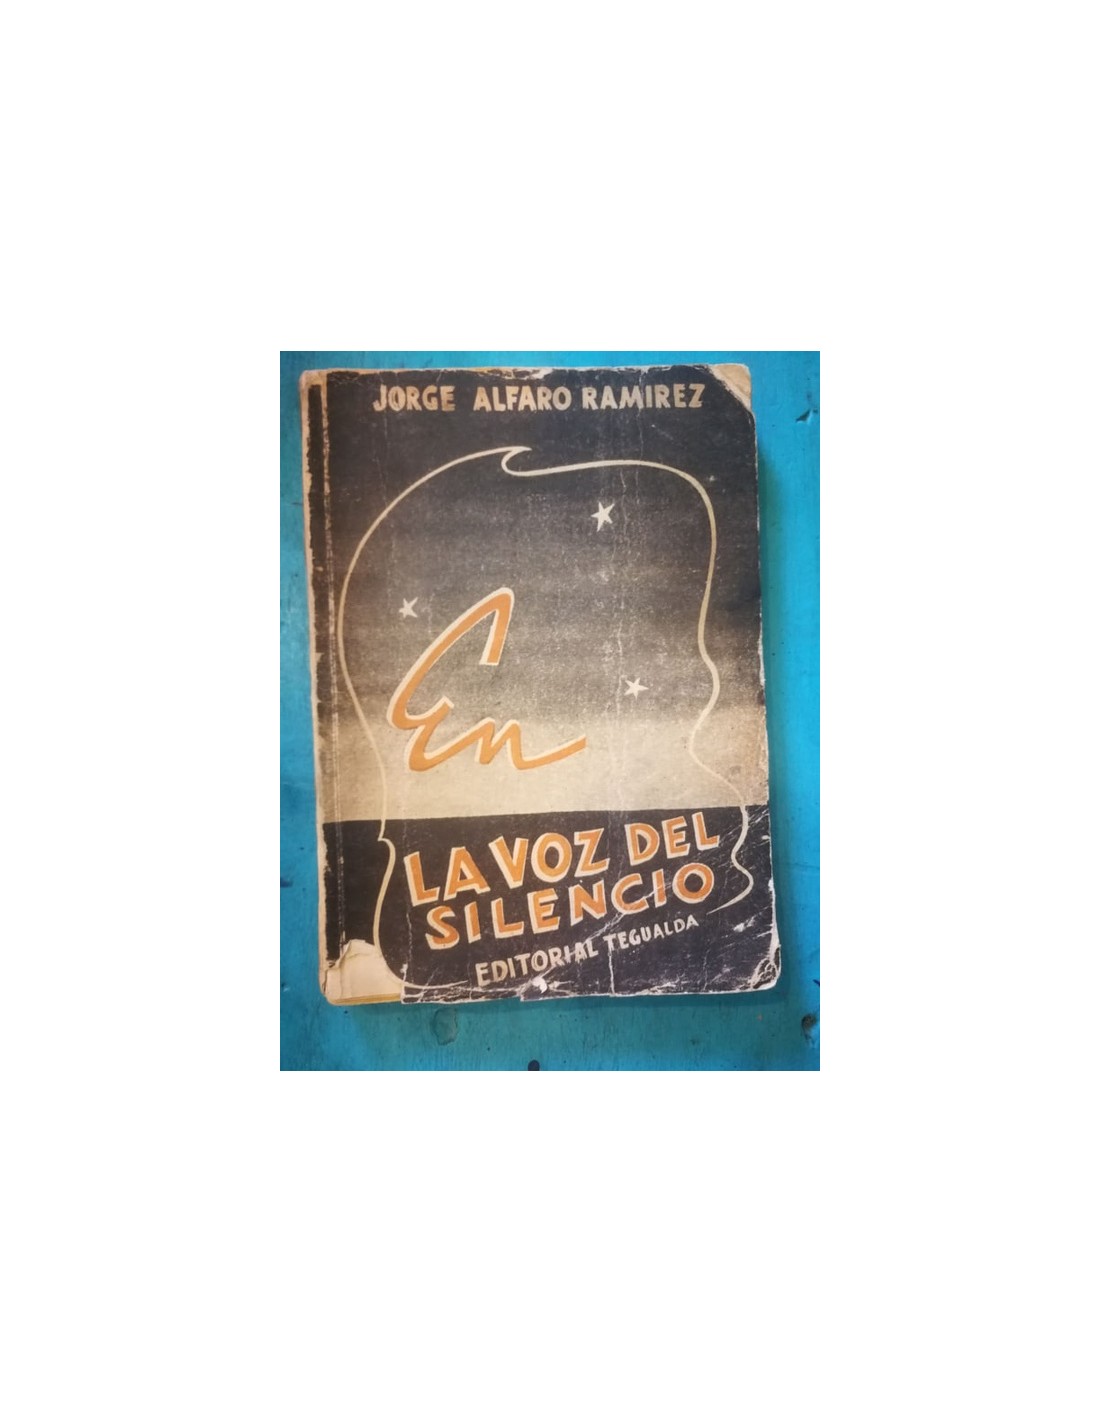 JORGE ALFARO RAMIREZ
En
LA VOZ DEL
SILENCIO
EDITORIAL TEGUALDA